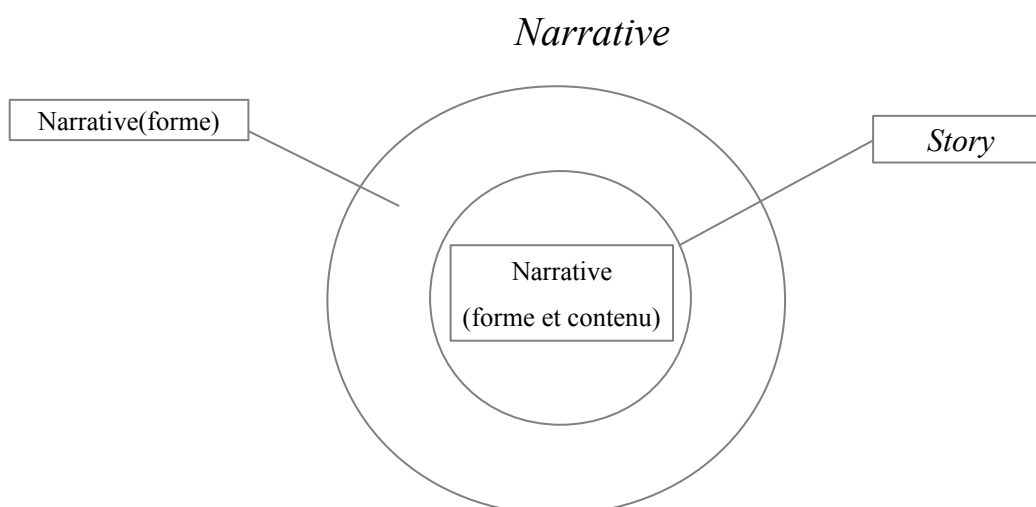 Narrative
Narrative(forme)
Story
Narrative
(forme et contenu)